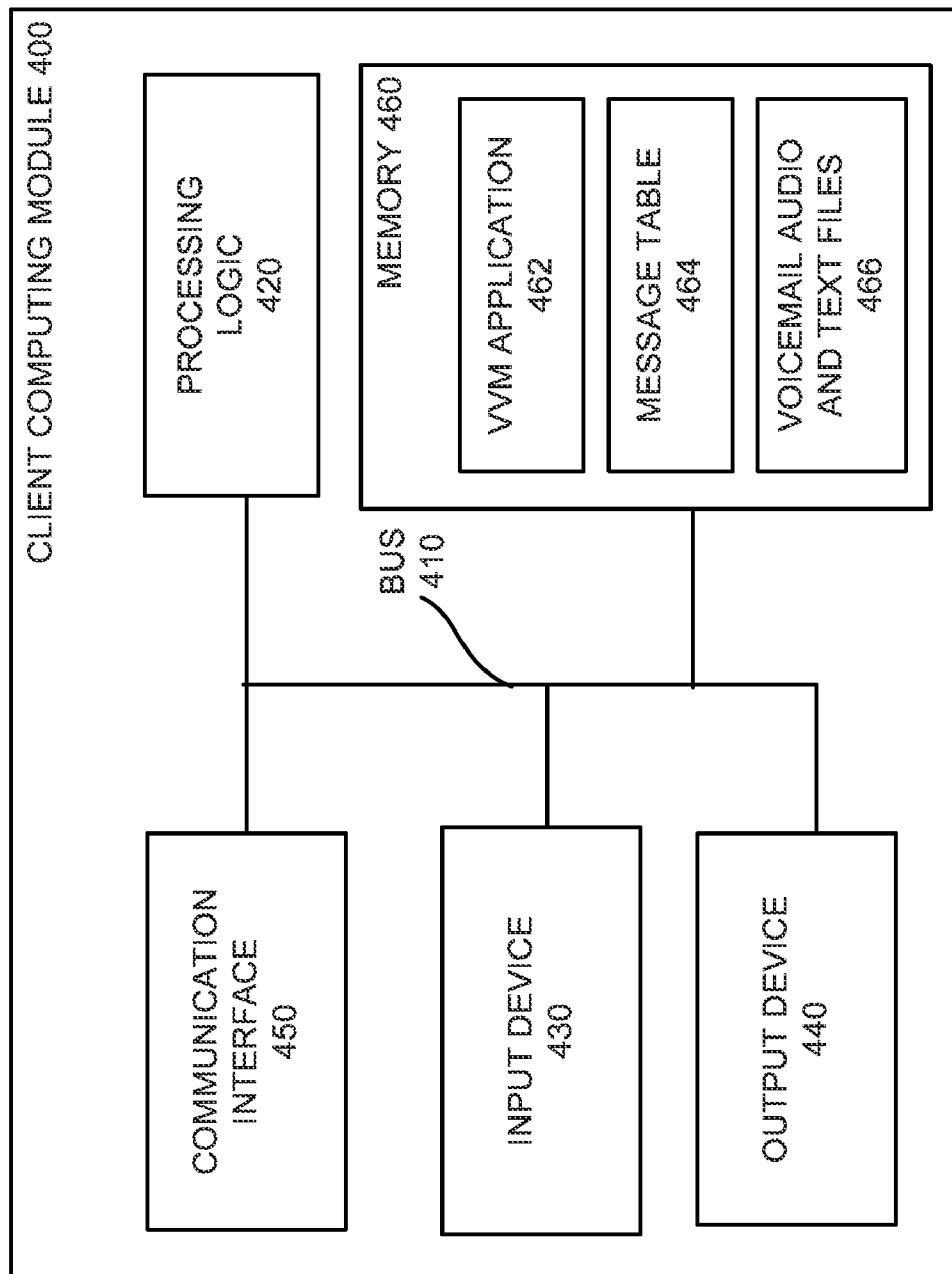 CLIENT COMPUTING MODULE 400
COMMUNICATION
INTERFACE
450
PROCESSING
LOGIC
420
BUS
410
INPUT DEVICE
430
MEMORY 460
VVM APPLICATION
462
MESSAGE TABLE
464
VOICEMAIL AUDIO
AND TEXT FILES
466
OUTPUT DEVICE
440